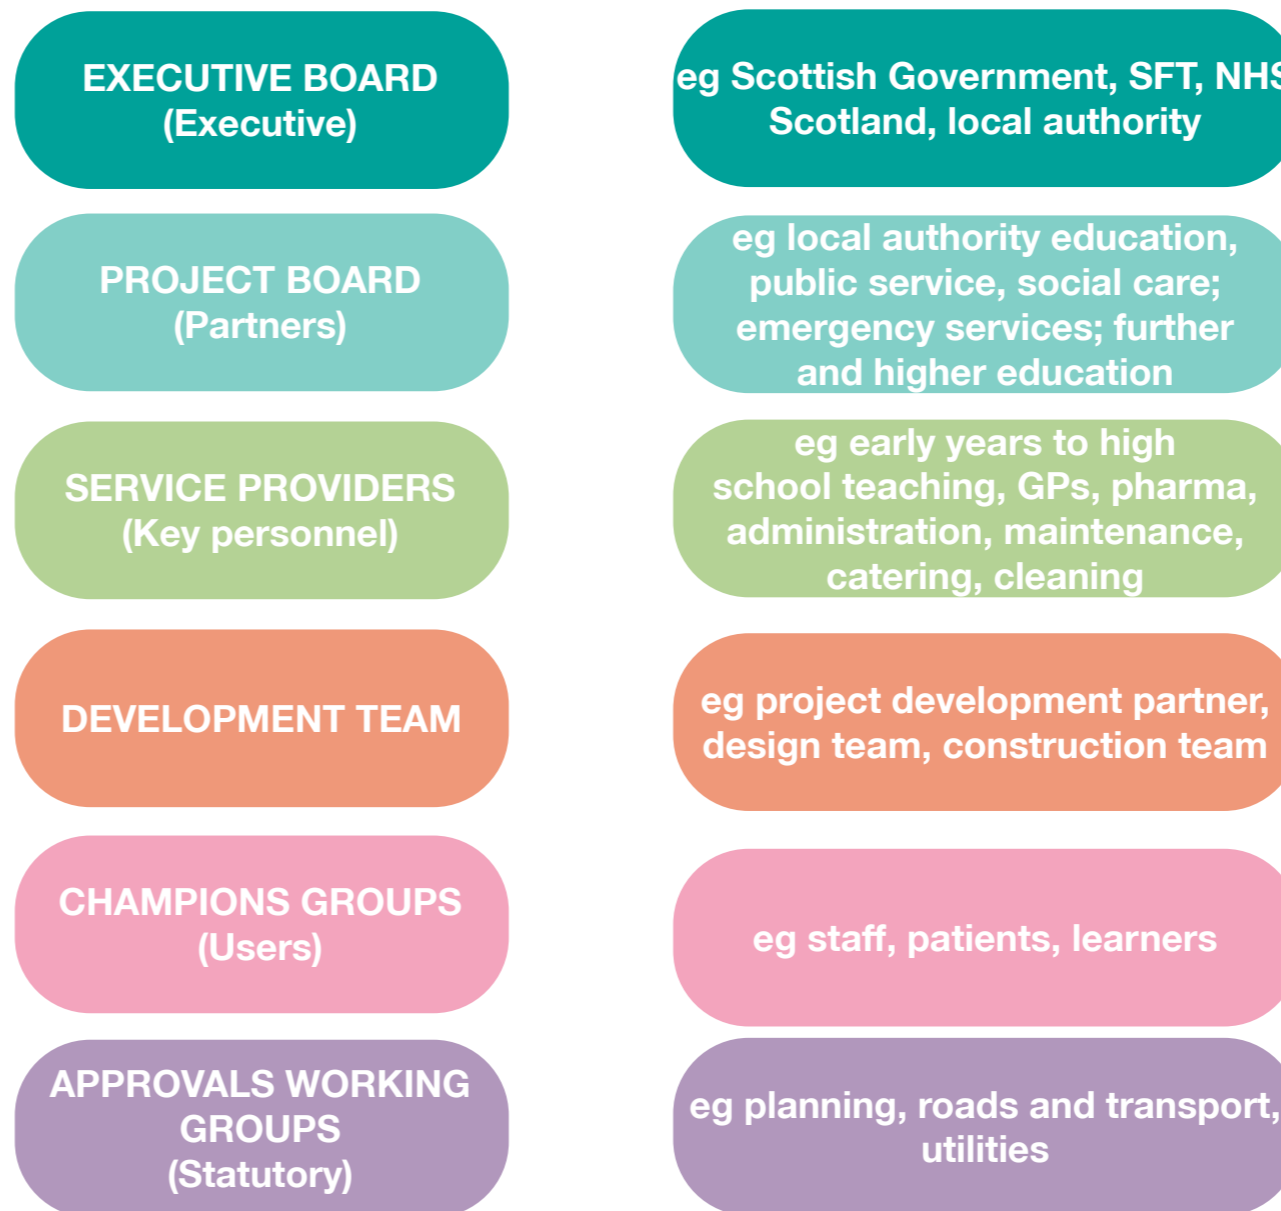 EXECUTIVE BOARD
(Executive)
eg Scottish Government, SFT, NHS
Scotland, local authority
PROJECT BOARD
(Partners)
eg local authority education,
public service, social care;
emergency services; further
and higher education
SERVICE PROVIDERS
(Key personnel)
eg early years to high
school teaching, GPs, pharma,
administration, maintenance,
catering, cleaning
DEVELOPMENT TEAM
eg project development partner,
design team, construction team
CHAMPIONS GROUPS
(Users)
eg staff, patients, learners
APPROVALS WORKING
GROUPS
(Statutory)
eg planning, roads and transport,
utilities